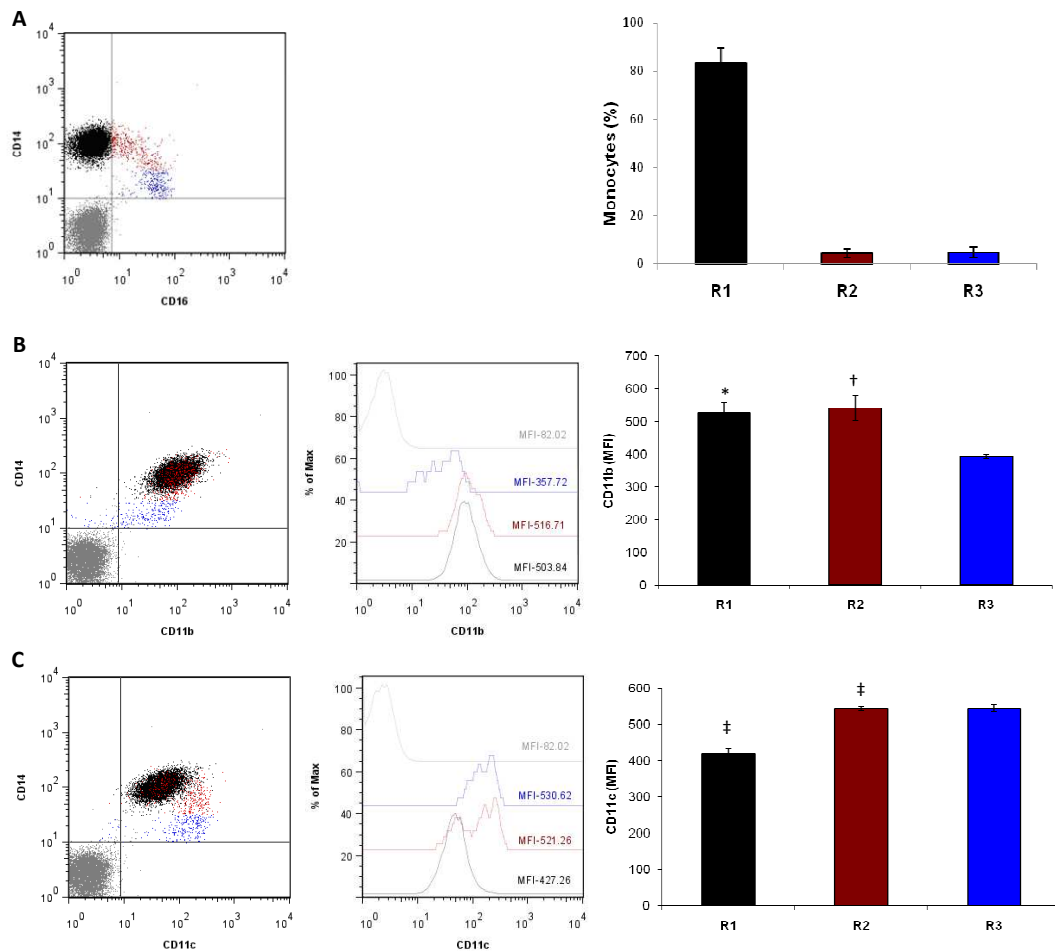 A
10^4
10^3
10^2
10^1
10^0
CD14
10^0 10^1 10^2 10^3 10^4
CD16
100
80
60
40
20
0
Monocytes (%)
R1 R2 R3
B
10^4
10^3
10^2
10^1
10^0
CD14
10^0 10^1 10^2 10^3 10^4
CD11b
100
80
60
40
20
% of Max
MFI-82.02
MFI-357.72
MFI-516.71
MFI-503.84
10^0 10^1 10^2 10^3 10^4
CD11b
700
600
500
400
300
200
100
0
CD11b (MFI)
* †
R1 R2 R3
C
10^4
10^3
10^2
10^1
10^0
CD14
10^0 10^1 10^2 10^3 10^4
CD11c
100
80
60
40
20
% of Max
MFI-82.02
MFI-530.62
MFI-521.26
MFI-427.26
10^0 10^1 10^2 10^3 10^4
CD11c
600
500
400
300
200
100
0
CD11c (MFI)
‡ ‡
R1 R2 R3